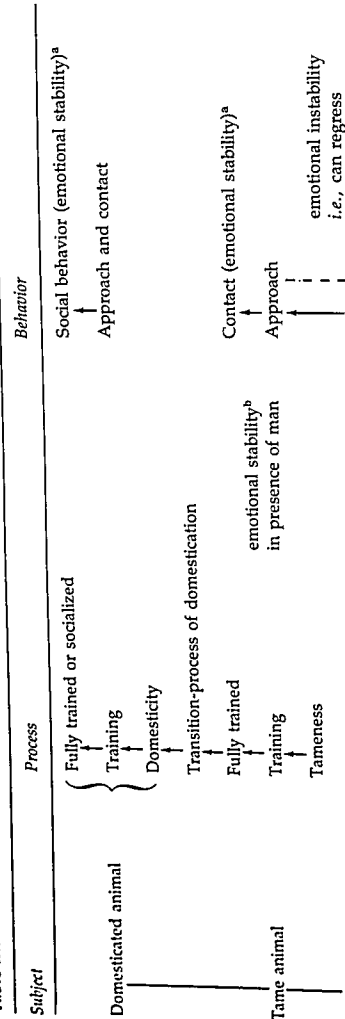 Subject Process Behavior
Domesticated animal
Fully trained or socialized
Training
Domesticity
Transition-process of domestication
Fully trained
Training
Tameness
Tame animal
emotional stabilityᵇ
in presence of man
Social behavior (emotional stability)ᵃ
Approach and contact
Contact (emotional stability)ᵃ
Approach
emotional instability
i.e., can regress